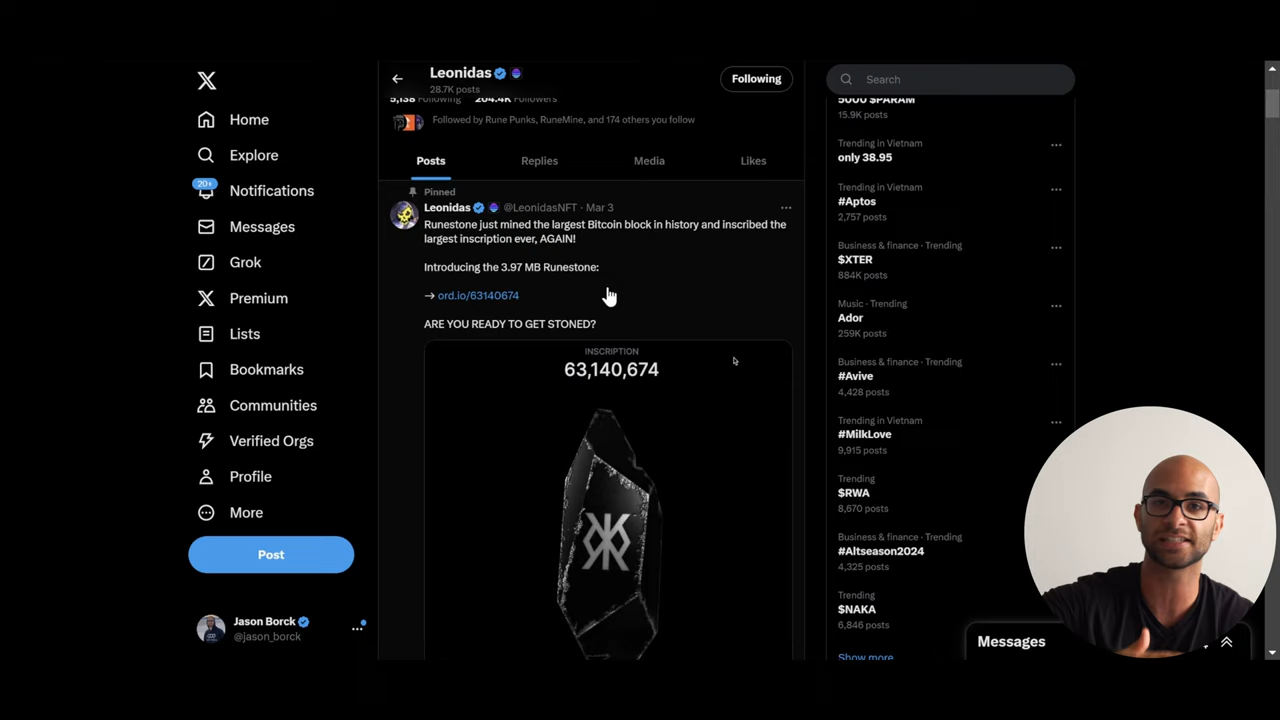 Home
Explore
20+
Notifications
Messages
Grok
Premium
Lists
Bookmarks
Communities
Verified Orgs
Profile
More
Post
Jason Borck
@jason_borck
Leonidas
28.7K posts
Following
5,138 Following 204.4K Followers
Followed by Rune Punks, RuneMine, and 174 others you follow
Posts Replies Media Likes
Pinned
Leonidas @LeonidasNFT · Mar 3
Runestone just mined the largest Bitcoin block in history and inscribed the
largest inscription ever, AGAIN!
Introducing the 3.97 MB Runestone:
→ ord.io/63140674
ARE YOU READY TO GET STONED?
INSCRIPTION
63,140,674
Search
5000 $PARAM
15.9K posts
Trending in Vietnam
only 38.95
Trending in Vietnam
#Aptos
2,757 posts
Business & finance · Trending
$XTER
884K posts
Music · Trending
Ador
259K posts
Business & finance · Trending
#Avive
4,428 posts
Trending in Vietnam
#MilkLove
9,915 posts
Trending
$RWA
8,670 posts
Business & finance · Trending
#Altseason2024
4,325 posts
Trending
$NAKA
6,846 posts
Show more
Messages